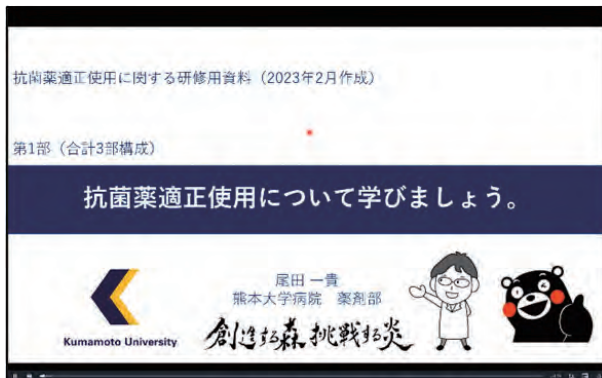 抗菌薬適正使用に関する研修用資料（2023年2月作成）
第1部（合計3部構成）
抗菌薬適正使用について学びましょう。
尾田 一貴
熊本大学病院　薬剤部
Kumamoto University
創造する森 挑戦する炎